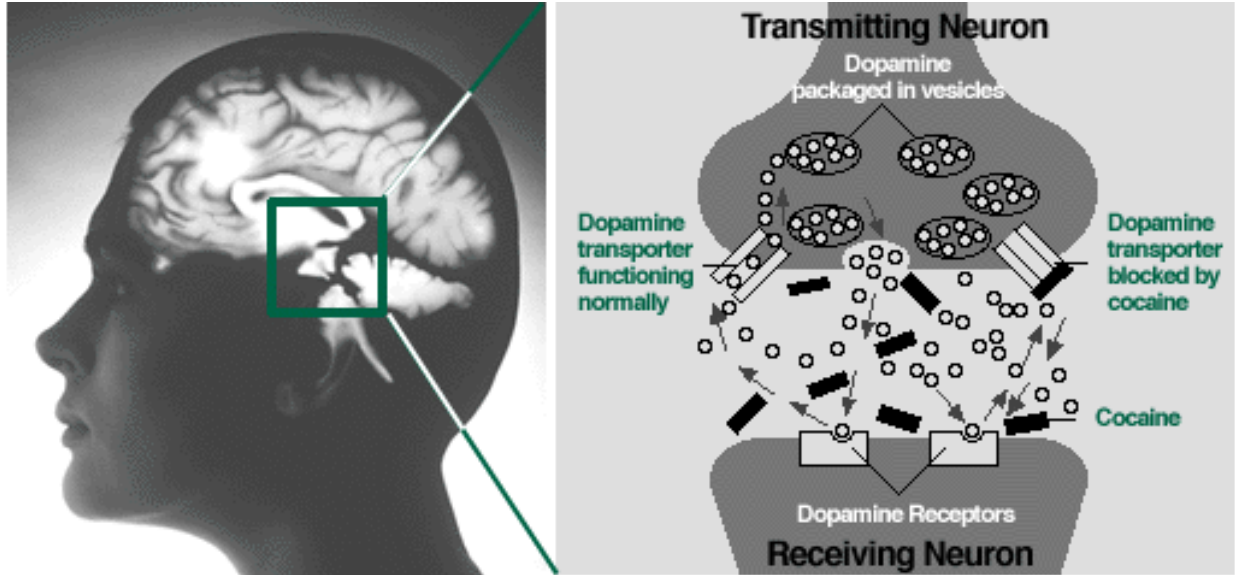 Transmitting Neuron
Dopamine
packaged in vesicles
Dopamine
transporter
functioning
normally
Dopamine
transporter
blocked by
cocaine
Cocaine
Dopamine Receptors
Receiving Neuron